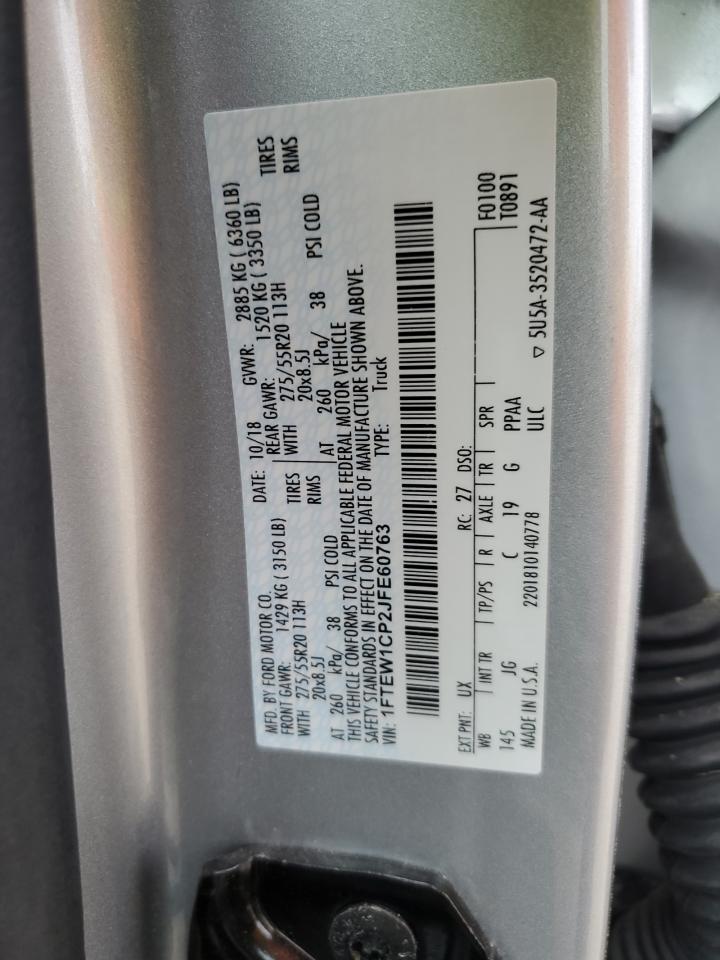 MFD. BY FORD MOTOR CO. DATE: 10/18 GVWR: 2885 KG ( 6360 LB)
FRONT GAWR: 1429 KG ( 3150 LB) REAR GAWR: 1520 KG ( 3350 LB)
WITH 275/55R20 113H TIRES WITH 275/55R20 113H TIRES
20x8.5J RIMS 20x8.5J RIMS
AT 260 kPa/ 38 PSI COLD AT 260 kPa/ 38 PSI COLD
THIS VEHICLE CONFORMS TO ALL APPLICABLE FEDERAL MOTOR VEHICLE
SAFETY STANDARDS IN EFFECT ON THE DATE OF MANUFACTURE SHOWN ABOVE.
VIN: 1FTEW1CP2JFE60763 TYPE: Truck
EXT PNT: UX RC: 27 DSO:
WB INT TR TP/PS R AXLE TR SPR F0100
145 JG C 19 G PPAA T0891
MADE IN U.S.A. 2201810140778 ULC ▽ 5U5A-3520472-AA